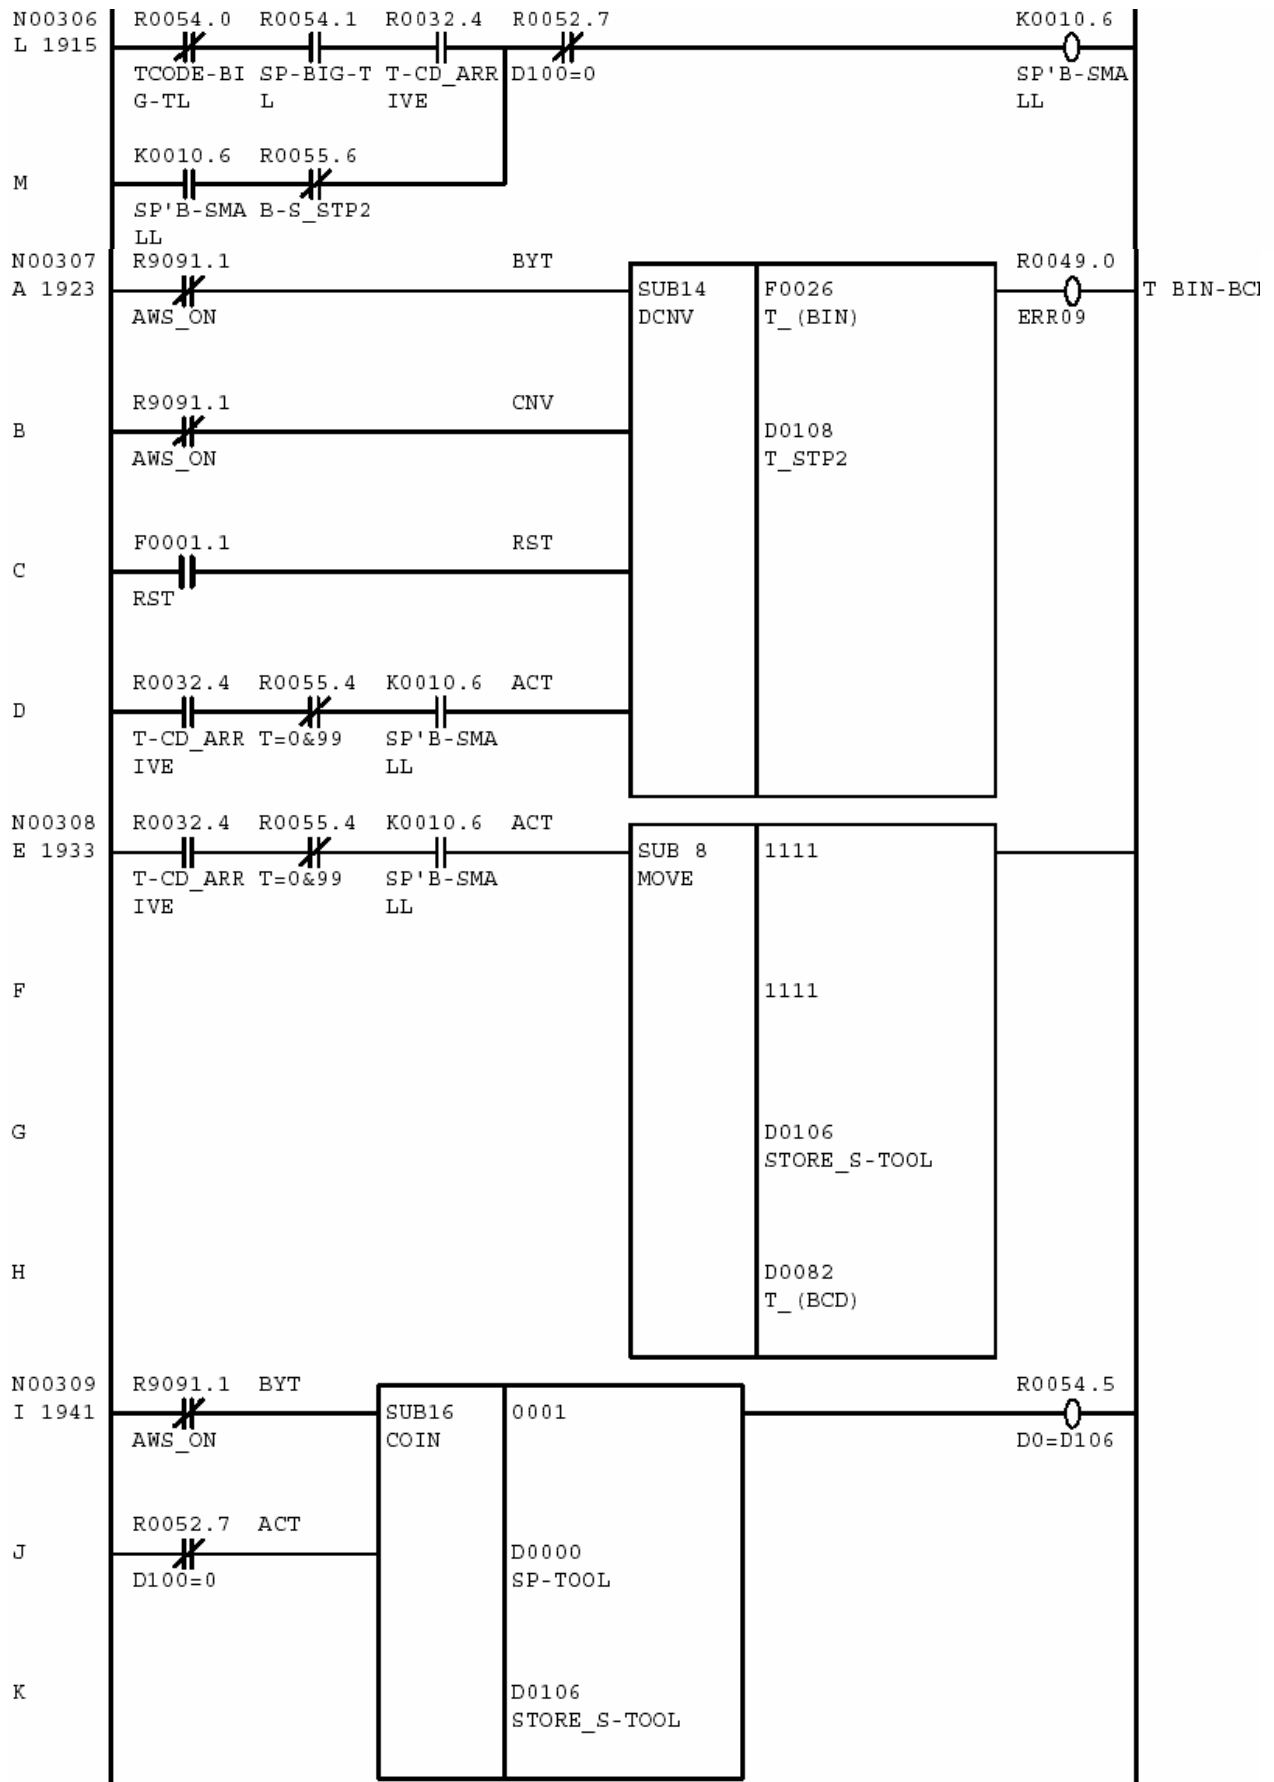 N00306 R0054.0 R0054.1 R0032.4 R0052.7 K0010.6
L 1915
TCODE-BI SP-BIG-T T-CD_ARR D100=0 SP'B-SMA
G-TL L IVE LL
K0010.6 R0055.6
M
SP'B-SMA B-S_STP2
LL
N00307 R9091.1 BYT R0049.0
A 1923 SUB14 F0026 T BIN-BC
AWS_ON DCNV T_(BIN) ERR09
R9091.1 CNV
B D0108
AWS_ON T_STP2
F0001.1 RST
C
RST
R0032.4 R0055.4 K0010.6 ACT
D
T-CD_ARR T=0&99 SP'B-SMA
IVE LL
N00308 R0032.4 R0055.4 K0010.6 ACT
E 1933 SUB 8 1111
T-CD_ARR T=0&99 SP'B-SMA MOVE
IVE LL
F 1111
G D0106
STORE_S-TOOL
H D0082
T_(BCD)
N00309 R9091.1 BYT R0054.5
I 1941 SUB16 0001
AWS_ON COIN D0=D106
R0052.7 ACT
J D0000
D100=0 SP-TOOL
K D0106
STORE_S-TOOL